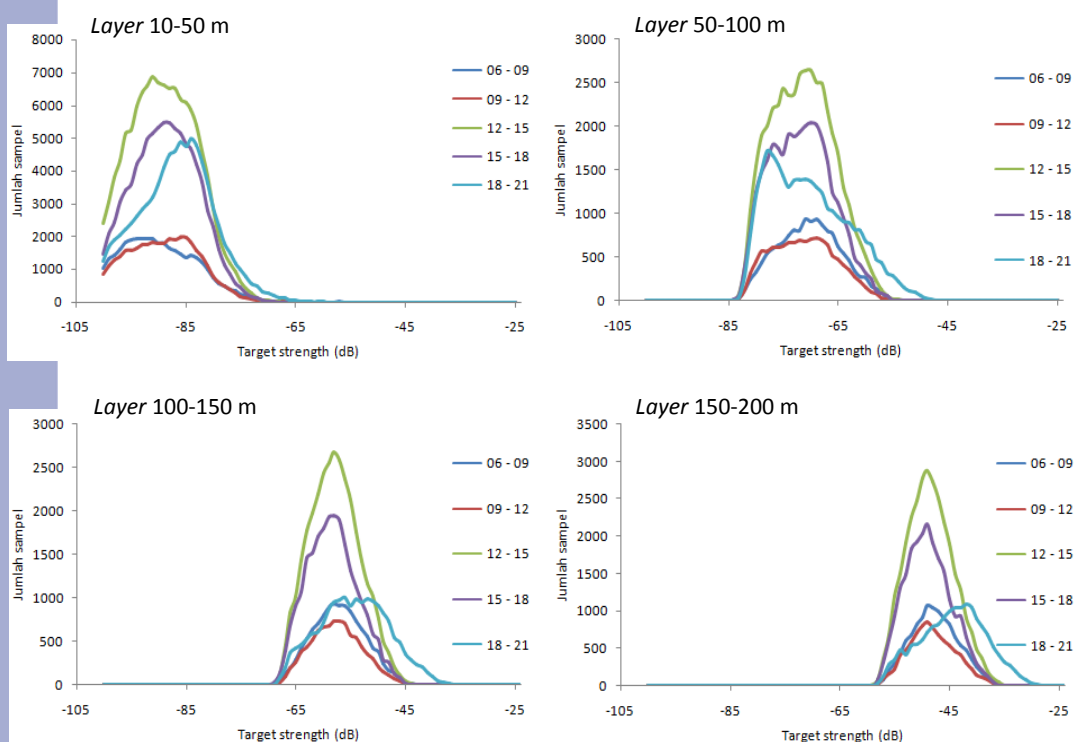 Layer 10-50 m
8000
7000
6000
5000
4000
3000
2000
1000
0
Jumlah sampel
-105
-85
-65
-45
-25
Target strength (dB)
06 - 09
09 - 12
12 - 15
15 - 18
18 - 21
Layer 50-100 m
3000
2500
2000
1500
1000
500
0
Jumlah sampel
-105
-85
-65
-45
-25
Target strength (dB)
06 - 09
09 - 12
12 - 15
15 - 18
18 - 21
Layer 100-150 m
3000
2500
2000
1500
1000
500
0
Jumlah sampel
-105
-85
-65
-45
-25
Target strength (dB)
06 - 09
09 - 12
12 - 15
15 - 18
18 - 21
Layer 150-200 m
3500
3000
2500
2000
1500
1000
500
0
Jumlah sampel
-105
-85
-65
-45
-25
Target strength (dB)
06 - 09
09 - 12
12 - 15
15 - 18
18 - 21